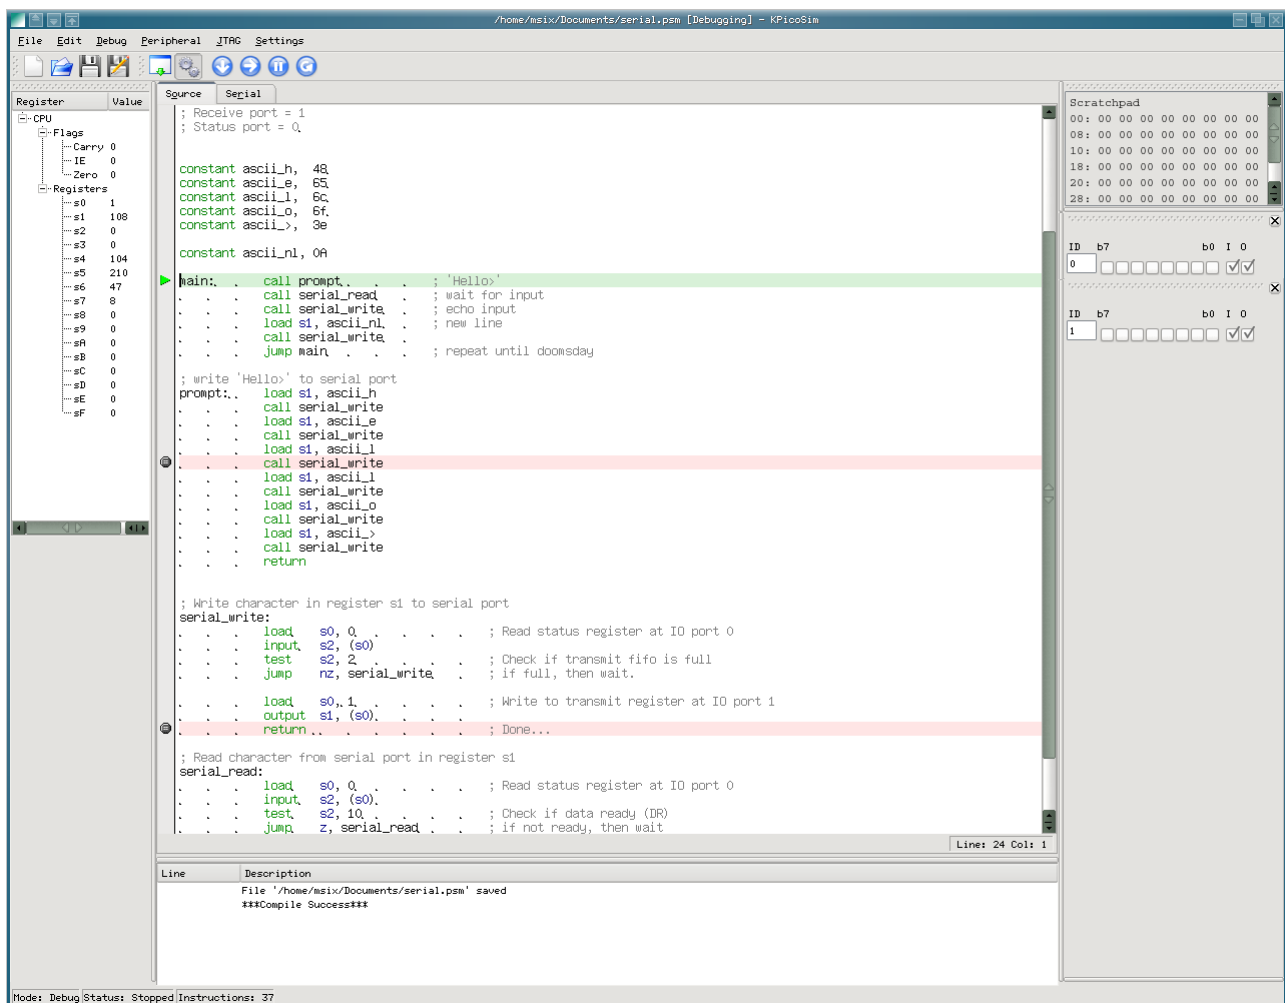 /home/msix/Documents/serial.psm [Debugging] - KPicoSim
File Edit Debug Peripheral JTAG Settings
Register Value
CPU
Flags
Carry 0
IE 0
Zero 0
Registers
s0 1
s1 108
s2 0
s3 0
s4 104
s5 210
s6 47
s7 8
s8 0
s9 0
sA 0
sB 0
sC 0
sD 0
sE 0
sF 0
Source Serial
; Receive port = 1
; Status port = 0
constant ascii_h, 48
constant ascii_e, 65
constant ascii_l, 6c
constant ascii_o, 6f
constant ascii_>, 3e
constant ascii_nl, 0A
main: call prompt ; 'Hello>'
call serial_read ; wait for input
call serial_write ; echo input
load s1, ascii_nl ; new line
call serial_write
jump main ; repeat until doomsday
; write 'Hello>' to serial port
prompt: load s1, ascii_h
call serial_write
load s1, ascii_e
call serial_write
load s1, ascii_l
call serial_write
load s1, ascii_l
call serial_write
load s1, ascii_o
call serial_write
load s1, ascii_>
call serial_write
return
; Write character in register s1 to serial port
serial_write:
load s0, 0 ; Read status register at IO port 0
input s2, (s0)
test s2, 2 ; Check if transmit fifo is full
jump nz, serial_write ; if full, then wait.
load s0, 1 ; Write to transmit register at IO port 1
output s1, (s0)
return ; Done...
; Read character from serial port in register s1
serial_read:
load s0, 0 ; Read status register at IO port 0
input s2, (s0)
test s2, 10 ; Check if data ready (DR)
jump z, serial_read ; if not ready, then wait
Line: 24 Col: 1
Scratchpad
00: 00 00 00 00 00 00 00 00
08: 00 00 00 00 00 00 00 00
10: 00 00 00 00 00 00 00 00
18: 00 00 00 00 00 00 00 00
20: 00 00 00 00 00 00 00 00
28: 00 00 00 00 00 00 00 00
ID b7 b0 I O
0
ID b7 b0 I O
1
Line Description
File '/home/msix/Documents/serial.psm' saved
***Compile Success***
Mode: Debug Status: Stopped Instructions: 37